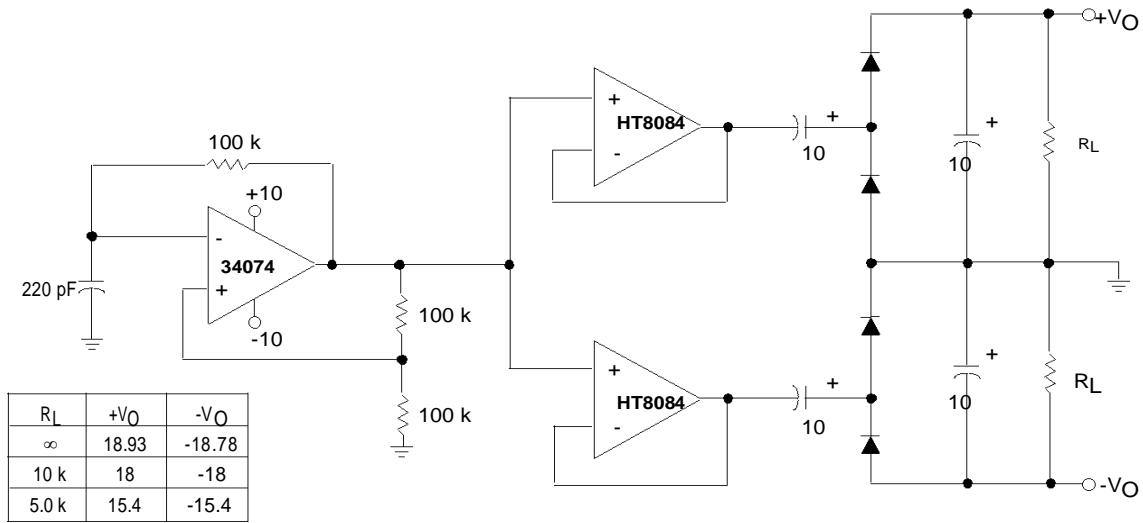 +VO
+
HT8084
-
+
10
+
10
RL
100 k
+10
-
34074
+
-10
220 pF
100 k
100 k
+
HT8084
-
+
10
+
10
RL
-VO
RL +VO -VO
∞ 18.93 -18.78
10 k 18 -18
5.0 k 15.4 -15.4